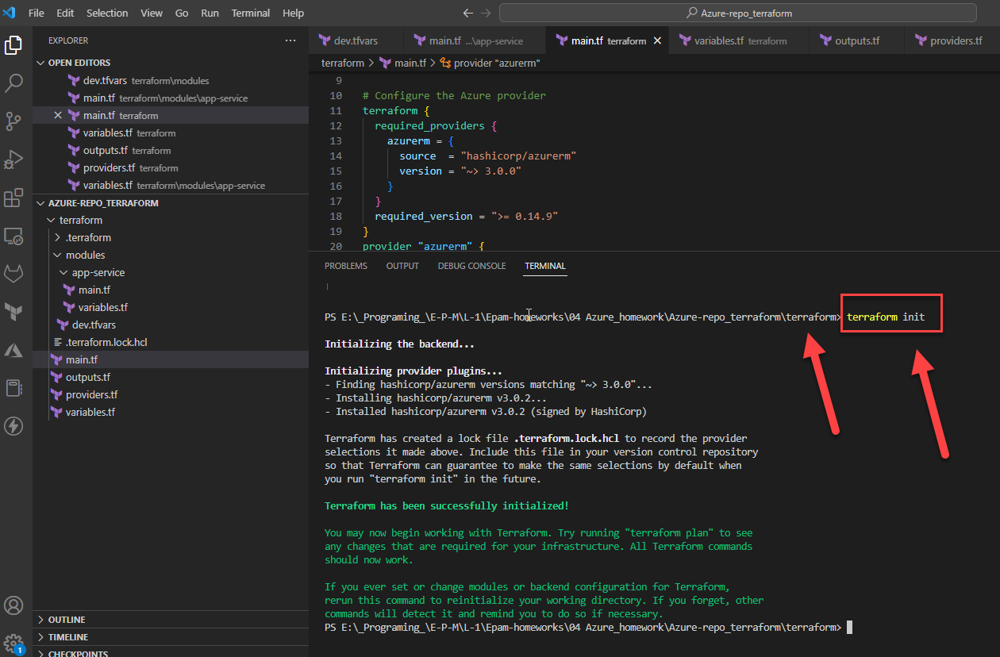 File Edit Selection View Go Run Terminal Help
Azure-repo_terraform
EXPLORER
OPEN EDITORS
dev.tfvars terraform\modules
main.tf terraform\modules\app-service
main.tf terraform
variables.tf terraform
outputs.tf terraform
providers.tf terraform
variables.tf terraform\modules\app-service
AZURE-REPO_TERRAFORM
terraform
.terraform
modules
app-service
main.tf
variables.tf
dev.tfvars
.terraform.lock.hcl
main.tf
outputs.tf
providers.tf
variables.tf
OUTLINE
TIMELINE
CHECKPOINTS
1
dev.tfvars main.tf ...\app-service main.tf terraform variables.tf terraform outputs.tf providers.tf
terraform > main.tf > provider "azurerm"
9
10 # Configure the Azure provider
11 terraform {
12 required_providers {
13 azurerm = {
14 source = "hashicorp/azurerm"
15 version = "~> 3.0.0"
16 }
17 }
18 required_version = ">= 0.14.9"
19 }
20 provider "azurerm" {
PROBLEMS OUTPUT DEBUG CONSOLE TERMINAL
PS E:\_Programing_\E-P-M\L-1\Epam-homeworks\04 Azure_homework\Azure-repo_terraform\terraform> terraform init
Initializing the backend...
Initializing provider plugins...
- Finding hashicorp/azurerm versions matching "~> 3.0.0"...
- Installing hashicorp/azurerm v3.0.2...
- Installed hashicorp/azurerm v3.0.2 (signed by HashiCorp)
Terraform has created a lock file .terraform.lock.hcl to record the provider
selections it made above. Include this file in your version control repository
so that Terraform can guarantee to make the same selections by default when
you run "terraform init" in the future.
Terraform has been successfully initialized!
You may now begin working with Terraform. Try running "terraform plan" to see
any changes that are required for your infrastructure. All Terraform commands
should now work.
If you ever set or change modules or backend configuration for Terraform,
rerun this command to reinitialize your working directory. If you forget, other
commands will detect it and remind you to do so if necessary.
PS E:\_Programing_\E-P-M\L-1\Epam-homeworks\04 Azure_homework\Azure-repo_terraform\terraform>